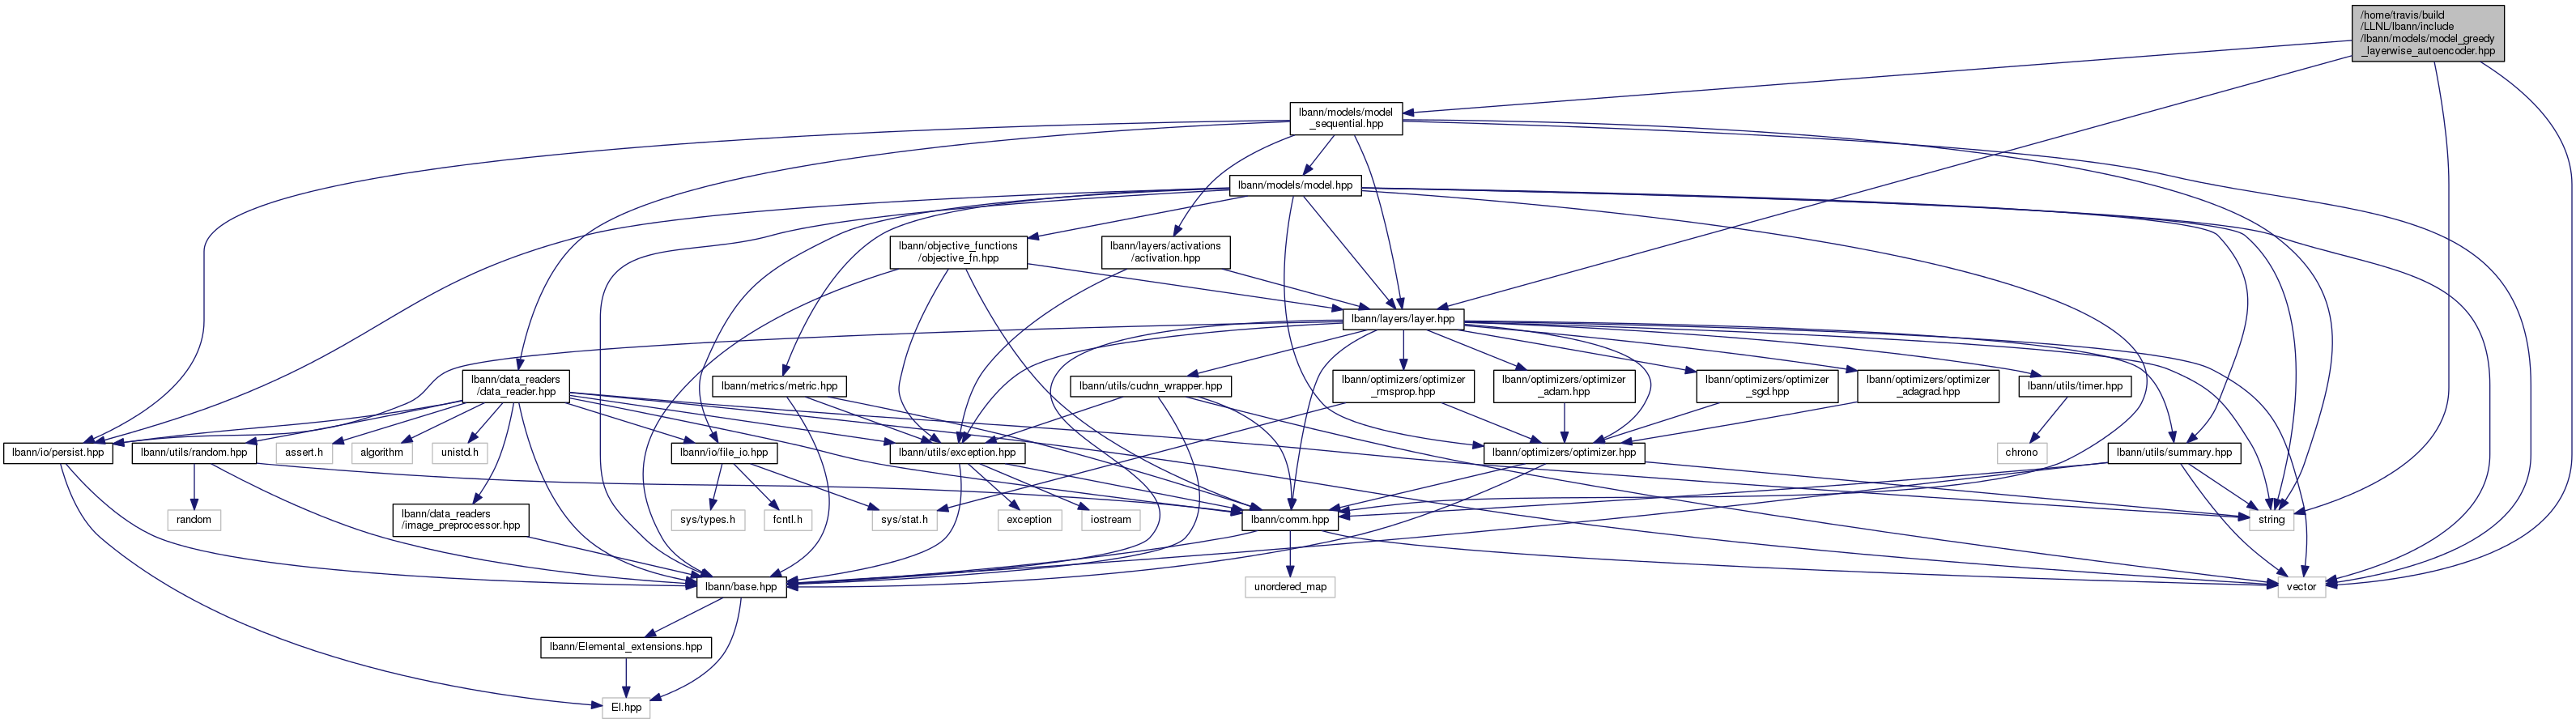 /home/travis/build
/LLNL/lbann/include
/lbann/models/model_greedy
_layerwise_autoencoder.hpp
lbann/models/model
_sequential.hpp
lbann/models/model.hpp
lbann/objective_functions
/objective_fn.hpp
lbann/layers/activations
/activation.hpp
lbann/layers/layer.hpp
lbann/data_readers
/data_reader.hpp
lbann/metrics/metric.hpp
lbann/utils/cudnn_wrapper.hpp
lbann/optimizers/optimizer
_rmsprop.hpp
lbann/optimizers/optimizer
_adam.hpp
lbann/optimizers/optimizer
_sgd.hpp
lbann/optimizers/optimizer
_adagrad.hpp
lbann/utils/timer.hpp
lbann/io/persist.hpp
lbann/utils/random.hpp
assert.h
algorithm
unistd.h
lbann/io/file_io.hpp
lbann/utils/exception.hpp
lbann/optimizers/optimizer.hpp
chrono
lbann/utils/summary.hpp
random
lbann/data_readers
/image_preprocessor.hpp
sys/types.h
fcntl.h
sys/stat.h
exception
iostream
lbann/comm.hpp
string
lbann/base.hpp
unordered_map
vector
lbann/Elemental_extensions.hpp
El.hpp